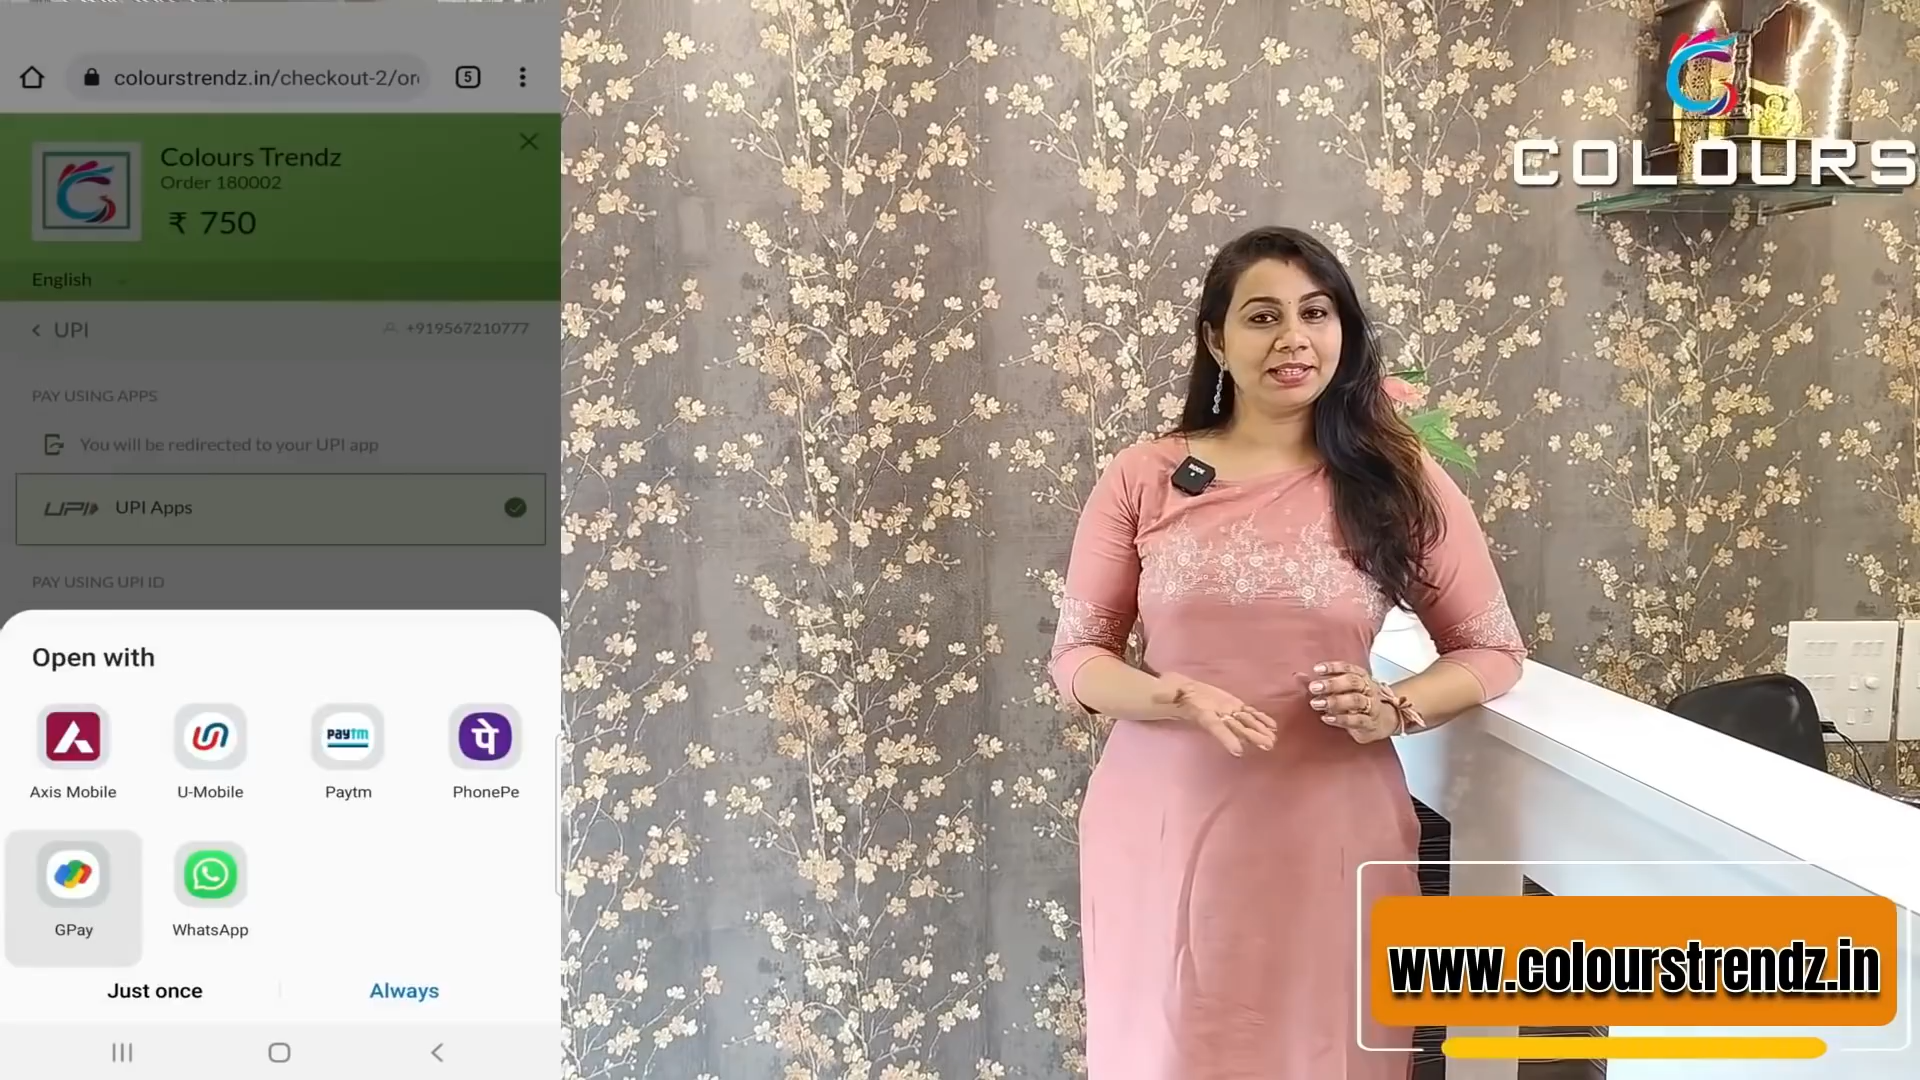 colourstrendz.in/checkout-2/or
5
Colours Trendz
Order 180002
₹ 750
English
UPI
+919567210777
PAY USING APPS
You will be redirected to your UPI app
UPI
UPI Apps
PAY USING UPI ID
Open with
paytm
पे
Axis Mobile
U-Mobile
Paytm
PhonePe
GPay
WhatsApp
Just once
Always
COLOURS
RODE
www.colourstrendz.in